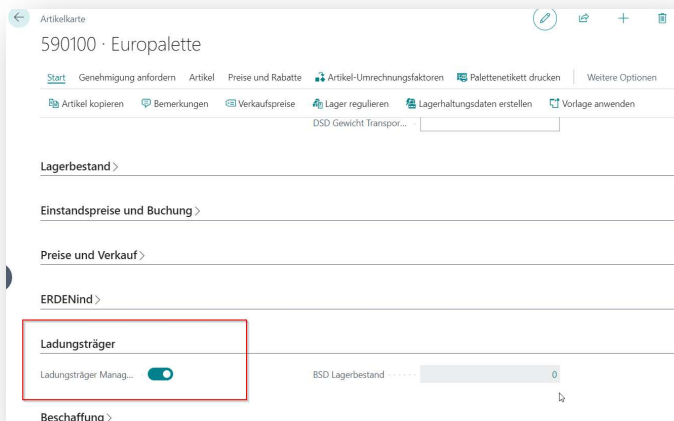 Artikelkarte
590100 · Europalette
Start Genehmigung anfordern Artikel Preise und Rabatte Artikel-Umrechnungsfaktoren Palettenetikett drucken Weitere Optionen
Artikel kopieren Bemerkungen Verkaufspreise Lager regulieren Lagerhaltungsdaten erstellen Vorlage anwenden
DSD Gewicht Transpor...
Lagerbestand
Einstandspreise und Buchung
Preise und Verkauf
ERDENind
Ladungsträger
Ladungsträger Manag... BSD Lagerbestand 0
Beschaffung